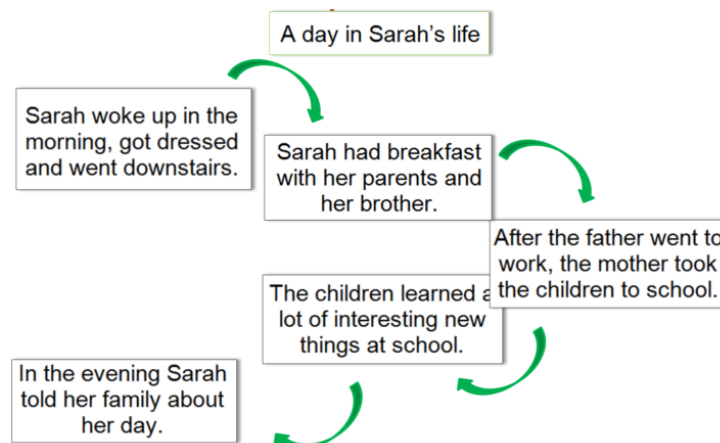 A day in Sarah's life
Sarah woke up in the
morning, got dressed
and went downstairs.
Sarah had breakfast
with her parents and
her brother.
After the father went to
work, the mother took
the children to school.
The children learned a
lot of interesting new
things at school.
In the evening Sarah
told her family about
her day.